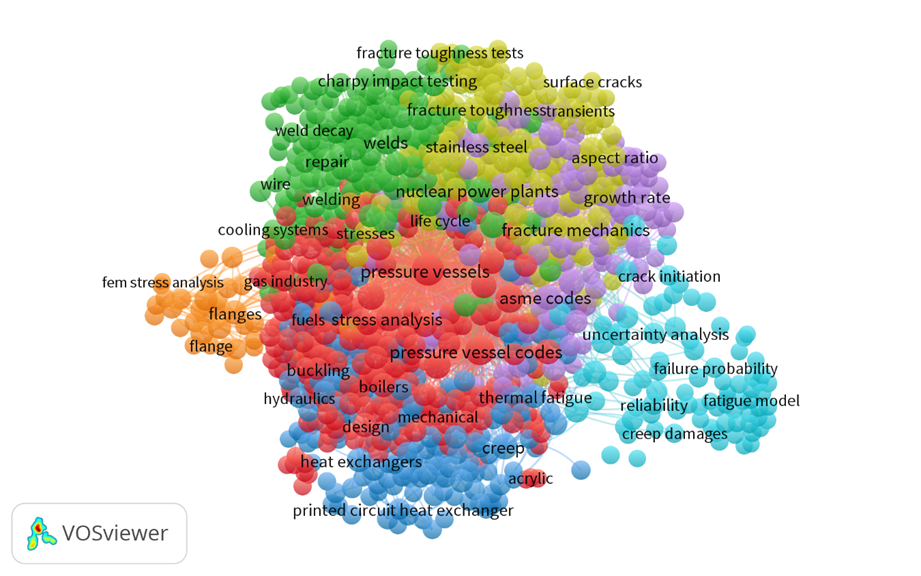 fracture toughness tests
charpy impact testing
surface cracks
fracture toughness
transients
weld decay
welds
stainless steel
repair
aspect ratio
wire
nuclear power plants
welding
growth rate
life cycle
cooling systems
stresses
fracture mechanics
pressure vessels
crack initiation
fem stress analysis
gas industry
asme codes
flanges
fuels
stress analysis
uncertainty analysis
flange
pressure vessel codes
buckling
failure probability
boilers
hydraulics
thermal fatigue
reliability
fatigue model
mechanical
design
creep damages
creep
heat exchangers
acrylic
printed circuit heat exchanger
VOSviewer